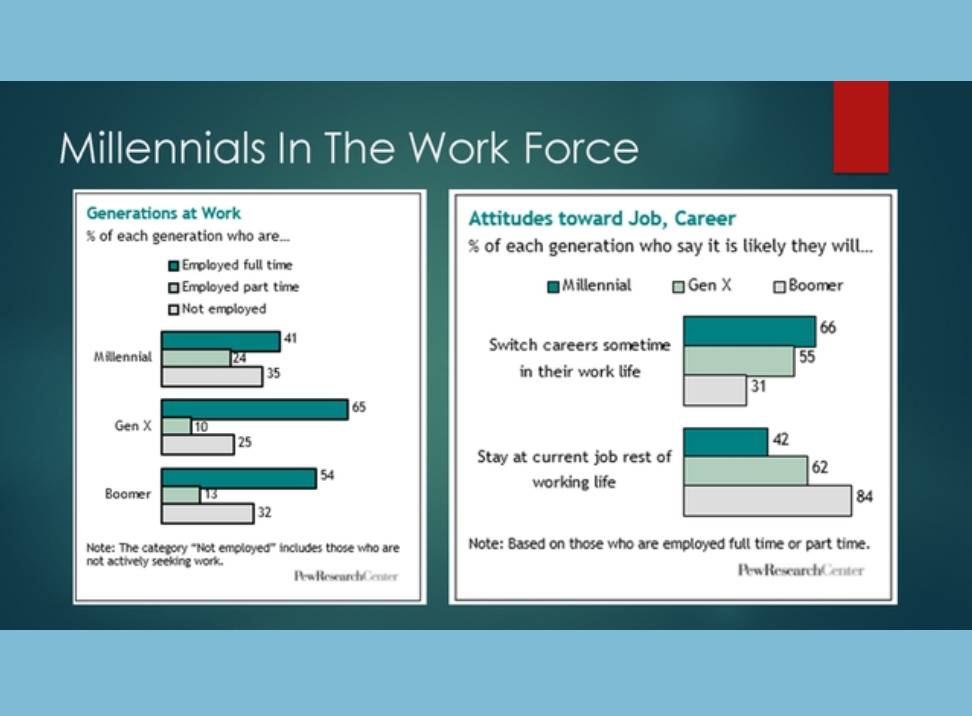 Millennials In The Work Force
Generations at Work
% of each generation who are...
Employed full time
Employed part time
Not employed
Millennial
41
24
35
Gen X
65
10
25
Boomer
54
13
32
Note: The category “Not employed” includes those who are
not actively seeking work.
PewResearchCenter
Attitudes toward Job, Career
% of each generation who say it is likely they will...
Millennial Gen X Boomer
Switch careers sometime
in their work life
66
55
31
Stay at current job rest of
working life
42
62
84
Note: Based on those who are employed full time or part time.
PewResearchCenter